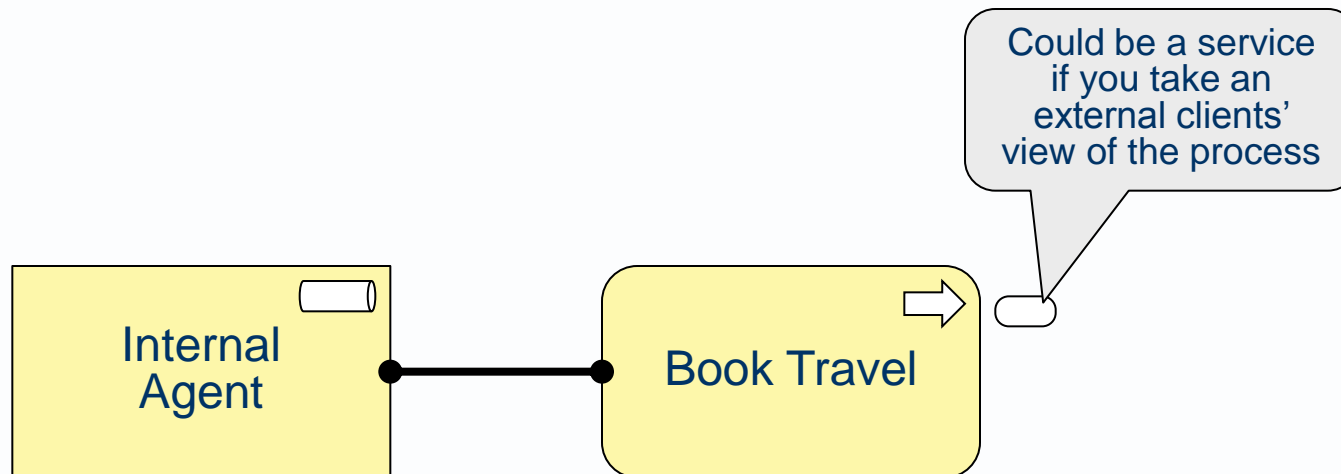 Could be a service
if you take an
external clients’
view of the process
Internal
Agent
Book Travel